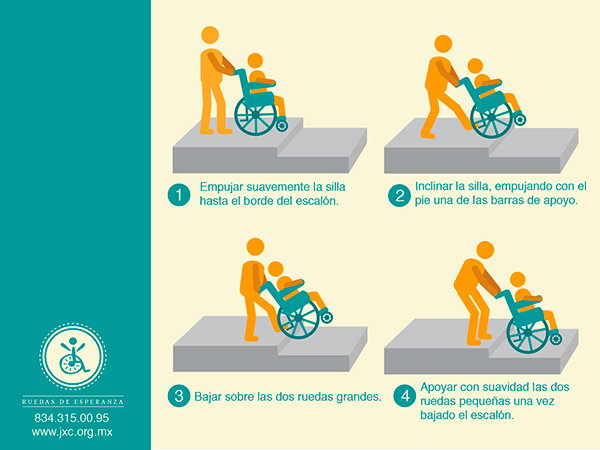 1
Empujar suavemente la silla
hasta el borde del escalón.
2
Inclinar la silla, empujando con el
pie una de las barras de apoyo.
3
Bajar sobre las dos ruedas grandes.
4
Apoyar con suavidad las dos
ruedas pequeñas una vez
bajado el escalón.
RUEDAS DE ESPERANZA
834.315.00.95
www.jxc.org.mx